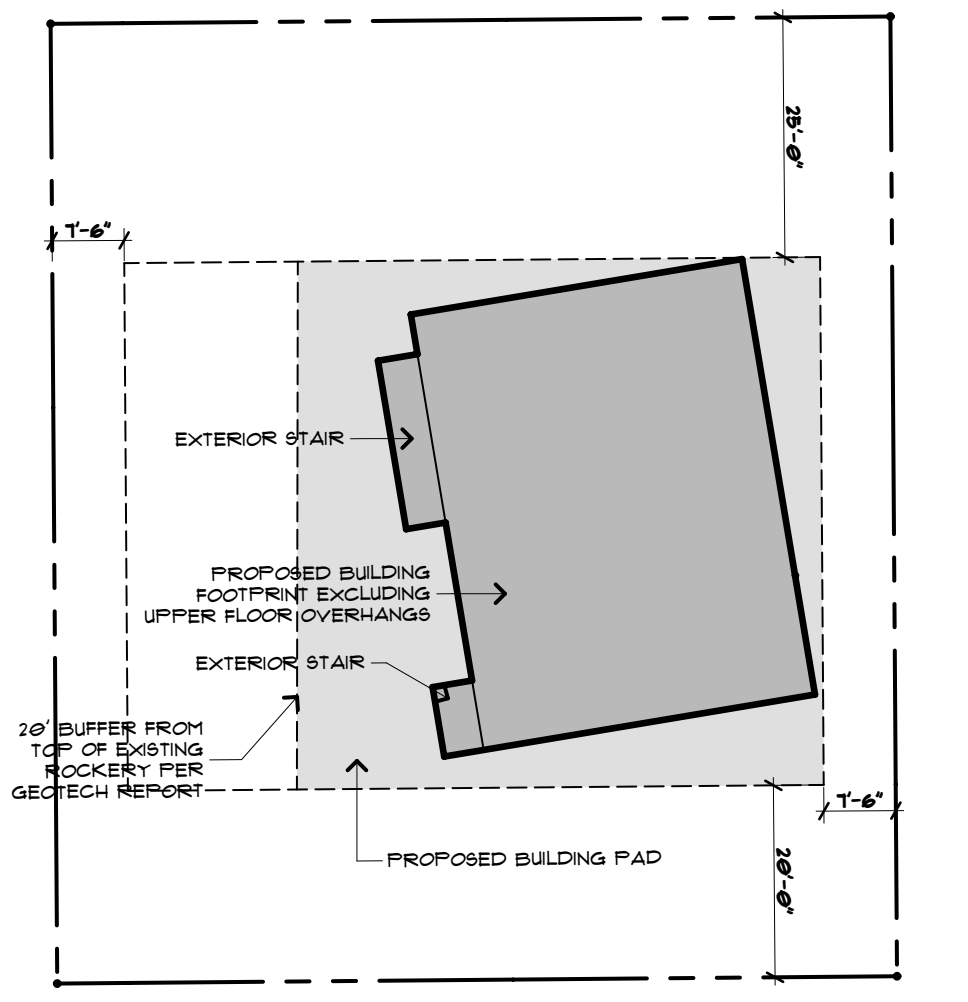 25'-0"
7'-6"
EXTERIOR STAIR
PROPOSED BUILDING
FOOTPRINT EXCLUDING
UPPER FLOOR OVERHANGS
EXTERIOR STAIR
20' BUFFER FROM
TOP OF EXISTING
ROCKERY PER
GEOTECH REPORT
7'-6"
PROPOSED BUILDING PAD
20'-0"